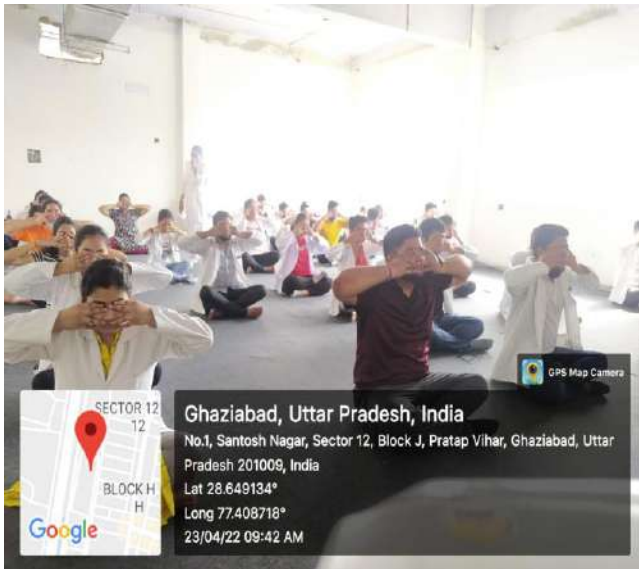 GPS Map Camera
SECTOR 12
12
BLOCK H
H
Google
Ghaziabad, Uttar Pradesh, India
No.1, Santosh Nagar, Sector 12, Block J, Pratap Vihar, Ghaziabad, Uttar
Pradesh 201009, India
Lat 28.649134°
Long 77.408718°
23/04/22 09:42 AM